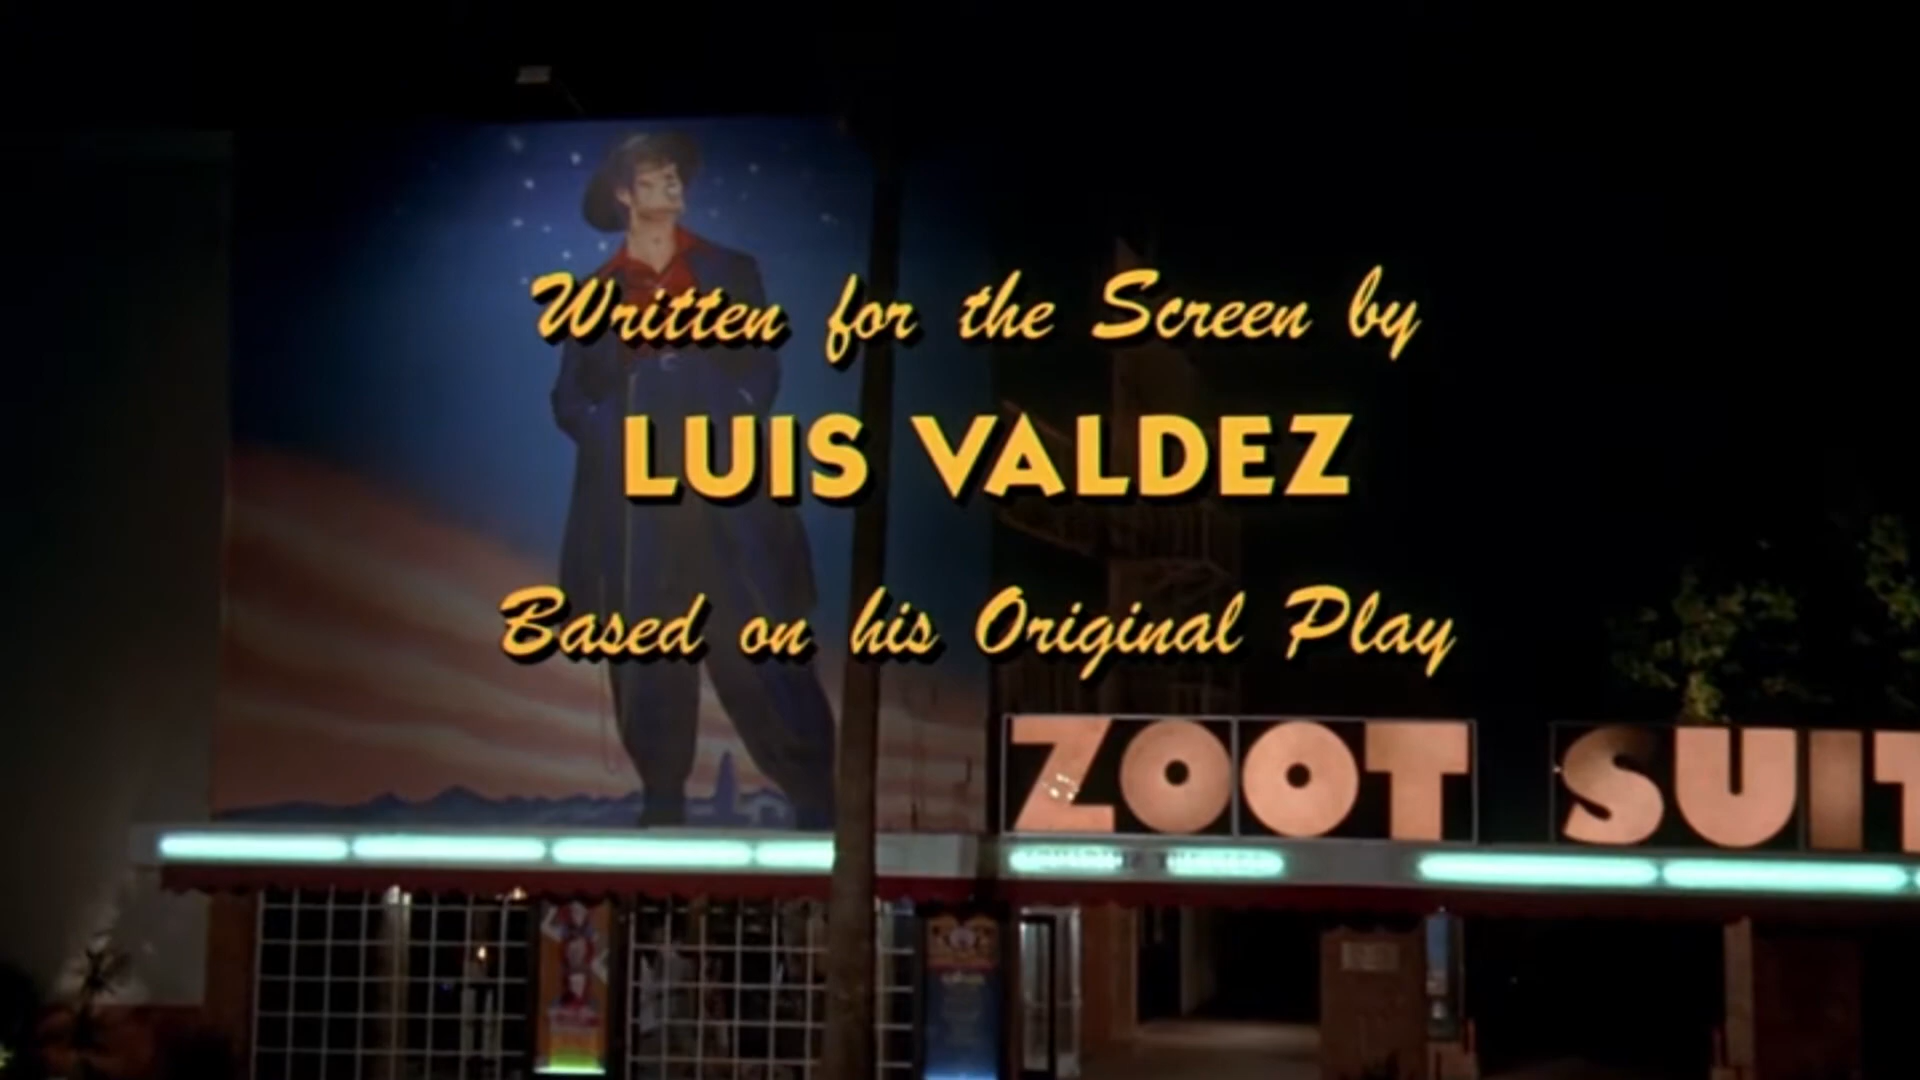 Written for the Screen by
LUIS VALDEZ
Based on his Original Play
ZOOT SUIT